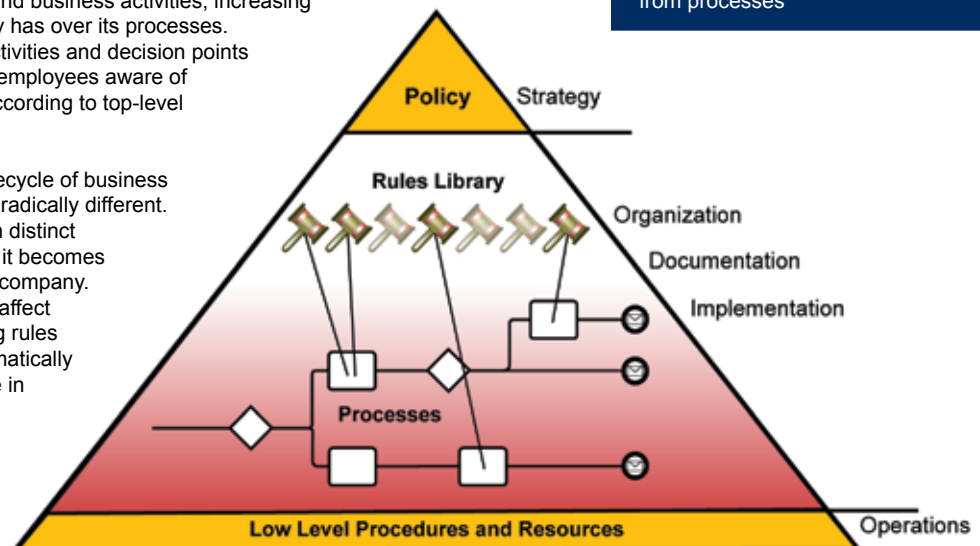 nd business activities, increasing
y has over its processes.
ctivities and decision points
employees aware of
ccording to top-level
ecycle of business
radically different.
n distinct
it becomes
company.
affect
g rules
matically
e in
from processes
Policy
Strategy
Rules Library
Organization
Documentation
Implementation
Processes
Low Level Procedures and Resources
Operations